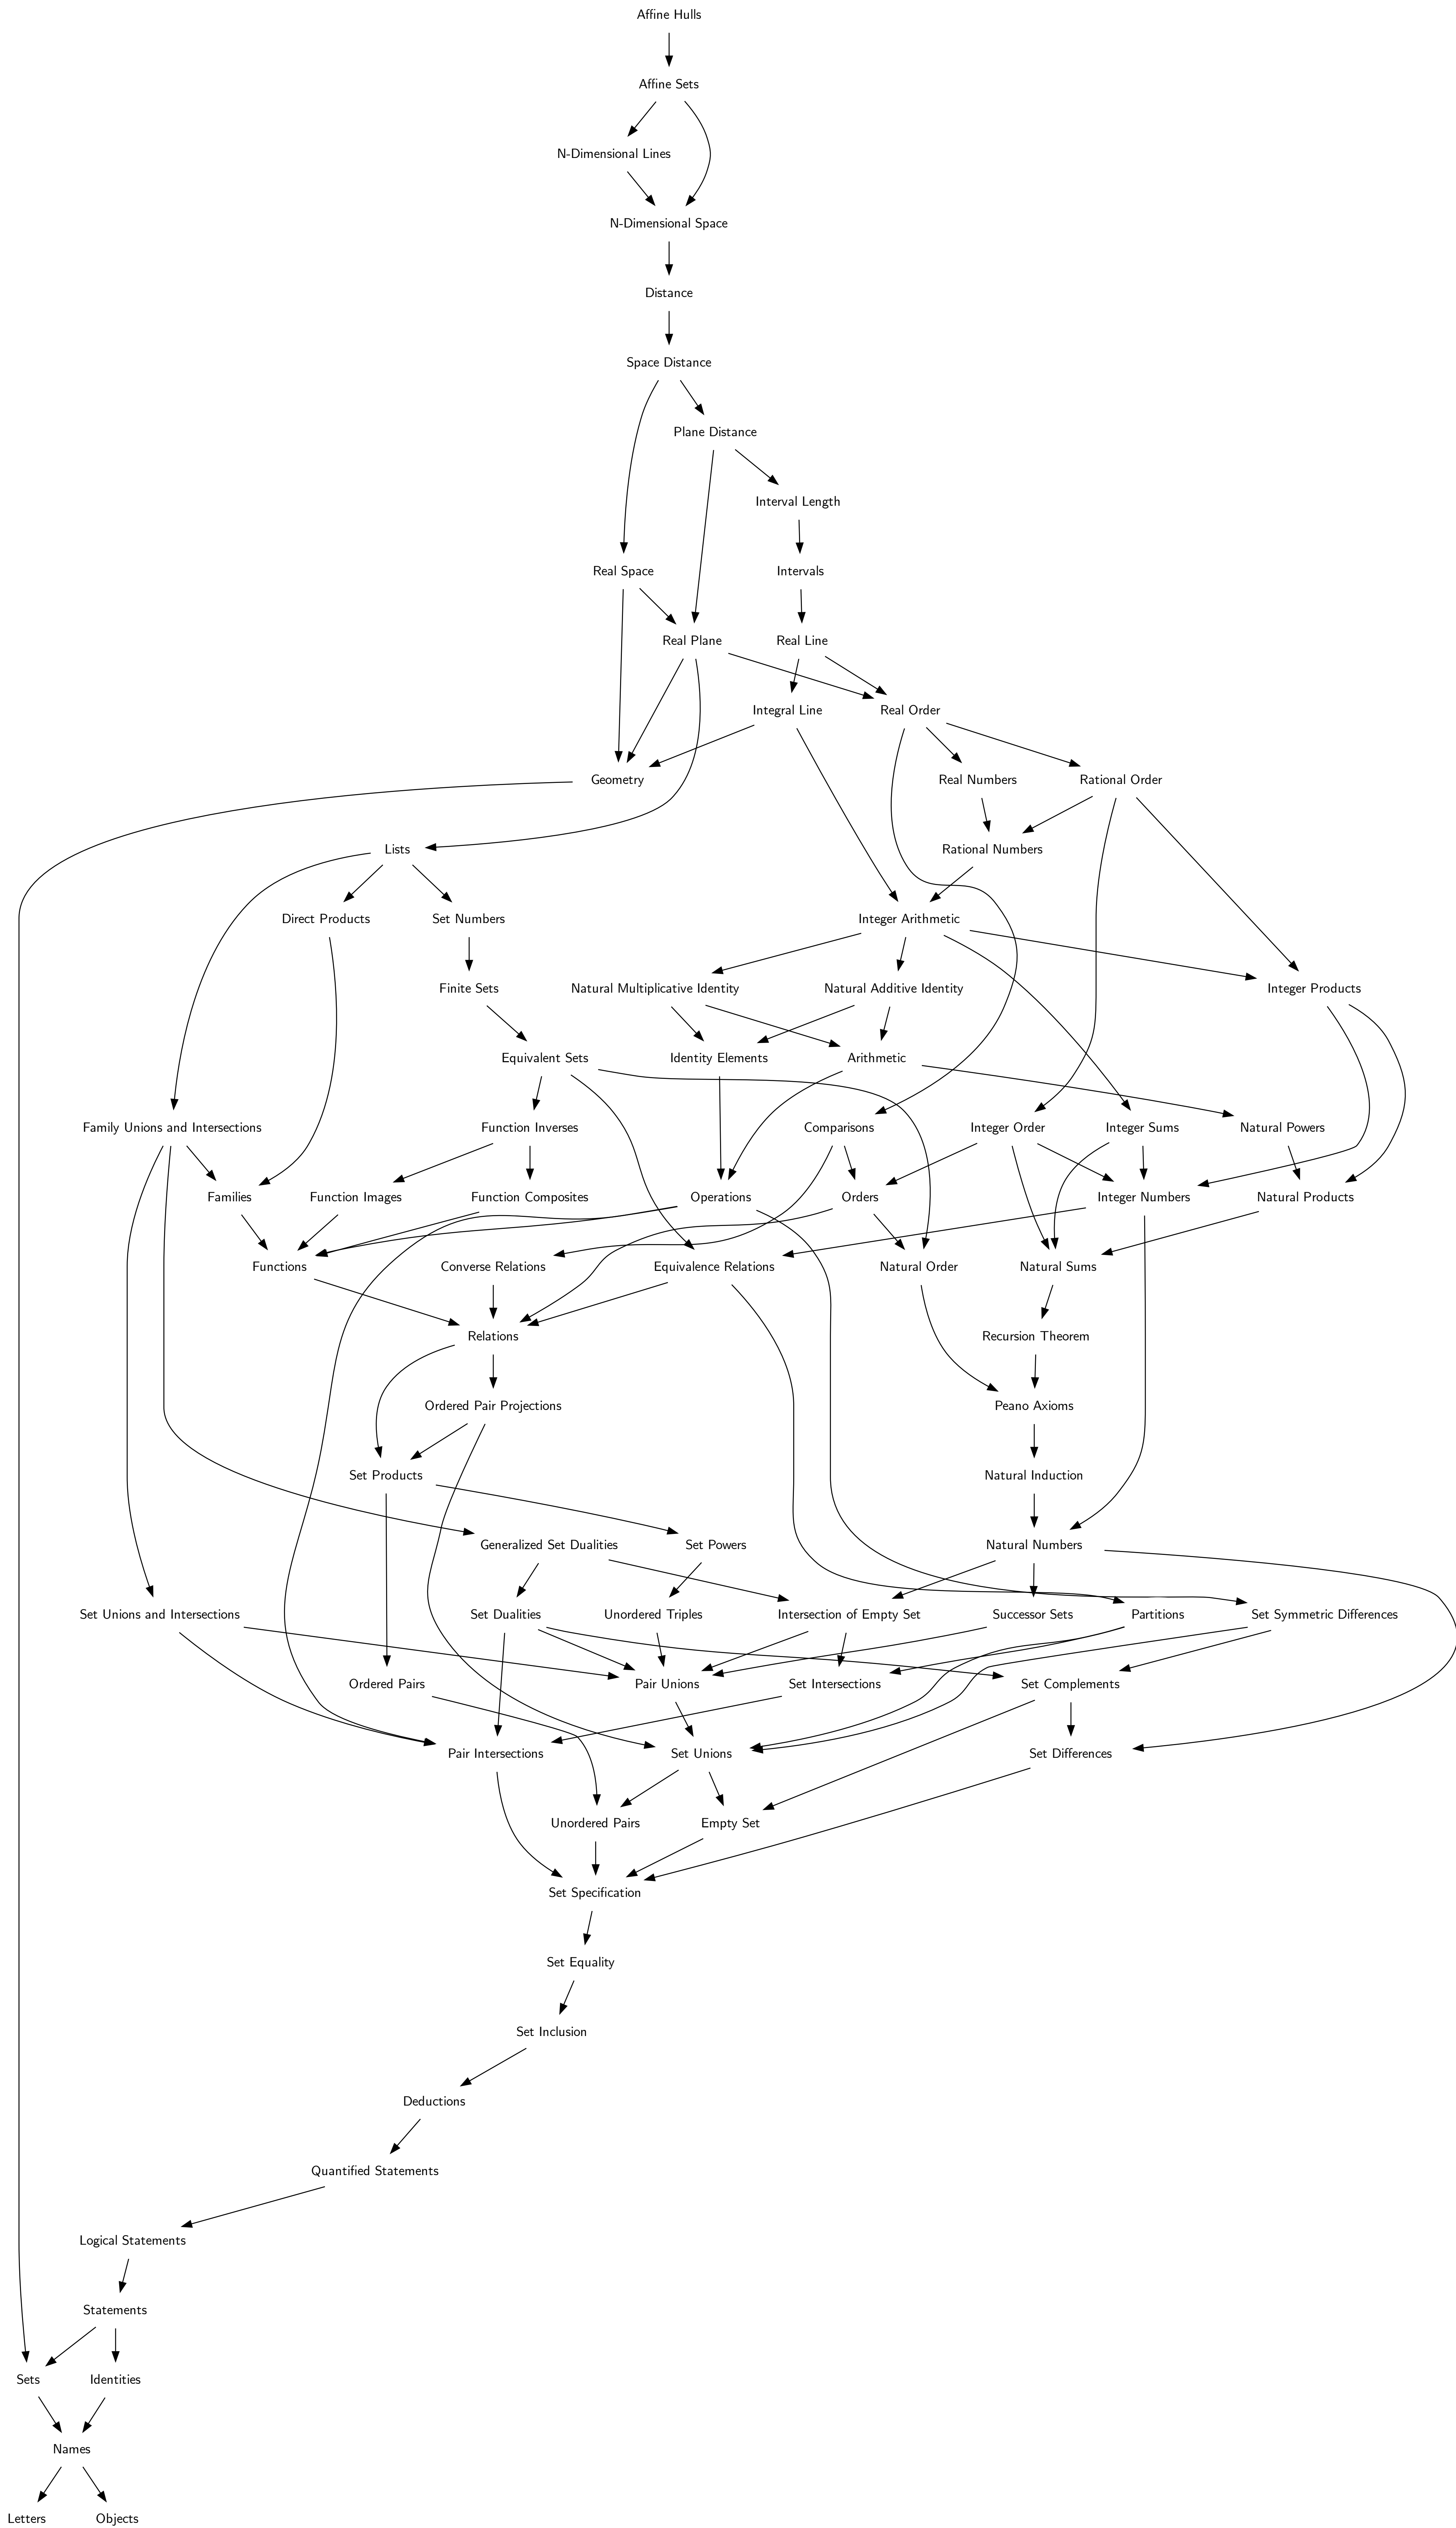 Affine Hulls
Affine Sets
N-Dimensional Lines
N-Dimensional Space
Distance
Space Distance
Plane Distance
Interval Length
Real Space
Intervals
Real Plane
Real Line
Integral Line
Real Order
Geometry
Real Numbers
Rational Order
Lists
Rational Numbers
Direct Products
Set Numbers
Integer Arithmetic
Finite Sets
Natural Multiplicative Identity
Natural Additive Identity
Integer Products
Equivalent Sets
Identity Elements
Arithmetic
Family Unions and Intersections
Function Inverses
Comparisons
Integer Order
Integer Sums
Natural Powers
Families
Function Images
Function Composites
Operations
Orders
Integer Numbers
Natural Products
Functions
Converse Relations
Equivalence Relations
Natural Order
Natural Sums
Relations
Recursion Theorem
Ordered Pair Projections
Peano Axioms
Set Products
Natural Induction
Generalized Set Dualities
Set Powers
Natural Numbers
Set Unions and Intersections
Set Dualities
Unordered Triples
Intersection of Empty Set
Successor Sets
Partitions
Set Symmetric Differences
Ordered Pairs
Pair Unions
Set Intersections
Set Complements
Pair Intersections
Set Unions
Set Differences
Unordered Pairs
Empty Set
Set Specification
Set Equality
Set Inclusion
Deductions
Quantified Statements
Logical Statements
Statements
Sets
Identities
Names
Letters
Objects